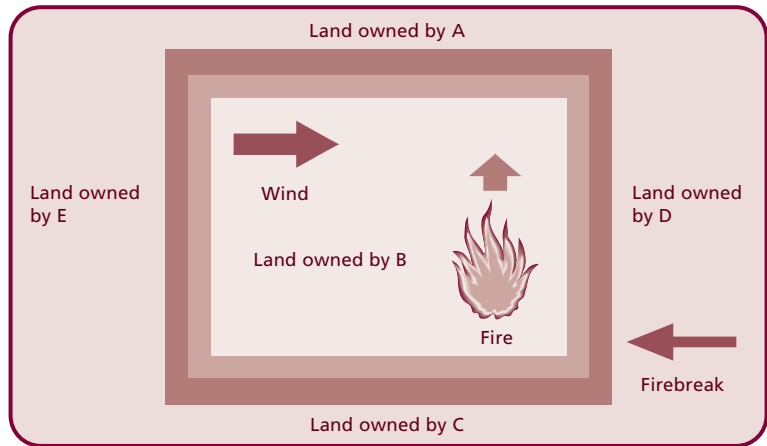 Land owned by A
Wind
Land owned
by E
Land owned
by D
Land owned by B
Fire
Firebreak
Land owned by C